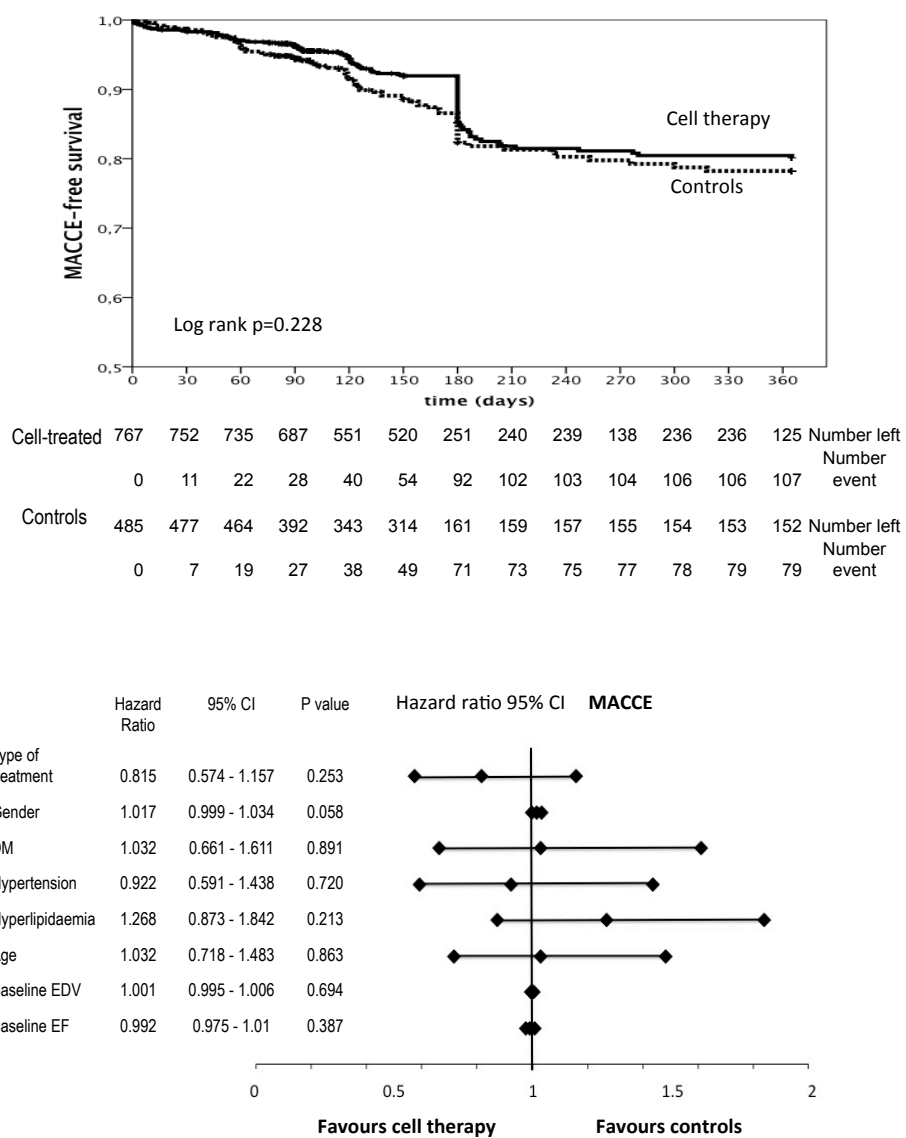 1,0
0,9
0,8
0,7
0,6
0,5
MACCE-free survival
Cell therapy
Controls
Log rank p=0.228
0 30 60 90 120 150 180 210 240 270 300 330 360
time (days)
Cell-treated 767 752 735 687 551 520 251 240 239 138 236 236 125 Number left
0 11 22 28 40 54 92 102 103 104 106 106 107 Number event
Controls 485 477 464 392 343 314 161 159 157 155 154 153 152 Number left
0 7 19 27 38 49 71 73 75 77 78 79 79 Number event
Hazard Ratio 95% CI P value Hazard ratio 95% CI MACCE
ype of
eatment 0.815 0.574 - 1.157 0.253
ender 1.017 0.999 - 1.034 0.058
M 1.032 0.661 - 1.611 0.891
ypertension 0.922 0.591 - 1.438 0.720
yperlipidaemia 1.268 0.873 - 1.842 0.213
ge 1.032 0.718 - 1.483 0.863
aseline EDV 1.001 0.995 - 1.006 0.694
aseline EF 0.992 0.975 - 1.01 0.387
0 0.5 1 1.5 2
Favours cell therapy Favours controls